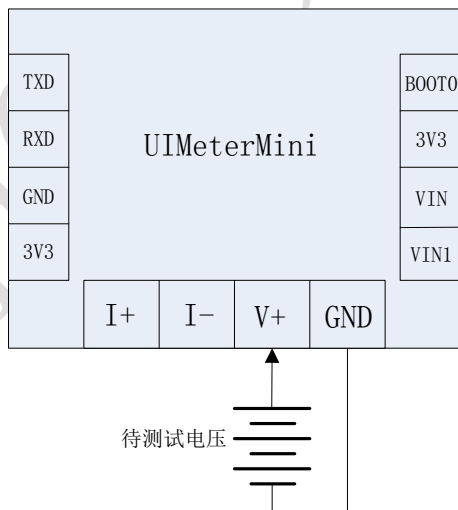 TXD
RXD
GND
3V3
UIMeterMini
BOOT0
3V3
VIN
VIN1
I+
I-
V+
GND
待测试电压